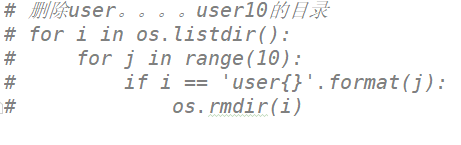 # 删除user。。。。user10的目录
# for i in os.listdir():
#     for j in range(10):
#         if i == 'user{}'.format(j):
#             os.rmdir(i)